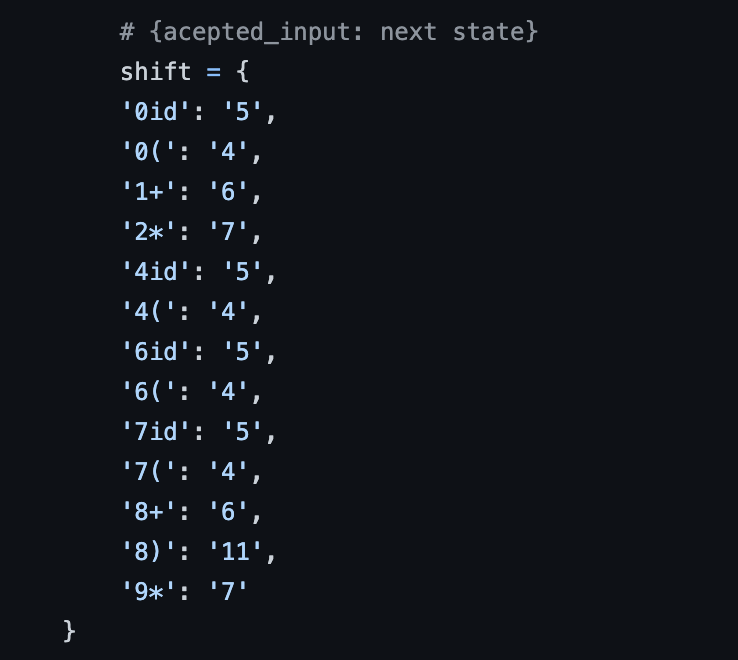 # {acepted_input: next state}
shift = {
'0id': '5',
'0(': '4',
'1+': '6',
'2*': '7',
'4id': '5',
'4(': '4',
'6id': '5',
'6(': '4',
'7id': '5',
'7(': '4',
'8+': '6',
'8)': '11',
'9*': '7'
}